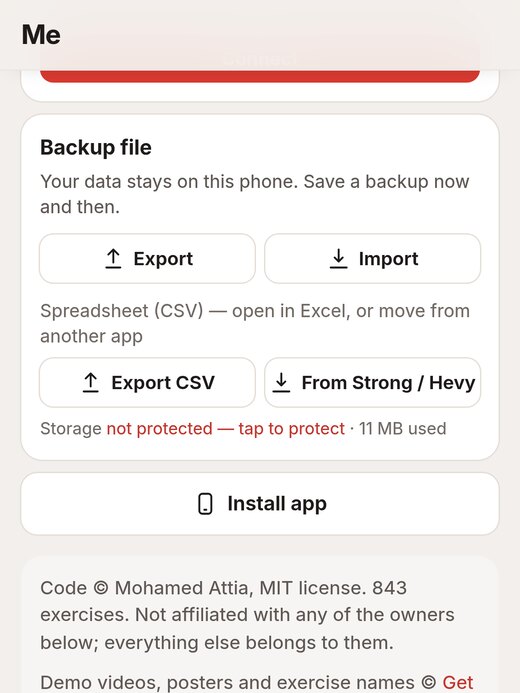 Me
Connect
Backup file
Your data stays on this phone. Save a backup now
and then.
Export
Import
Spreadsheet (CSV) — open in Excel, or move from
another app
Export CSV
From Strong / Hevy
Storage not protected — tap to protect · 11 MB used
Install app
Code © Mohamed Attia, MIT license. 843
exercises. Not affiliated with any of the owners
below; everything else belongs to them.
Demo videos, posters and exercise names © Get